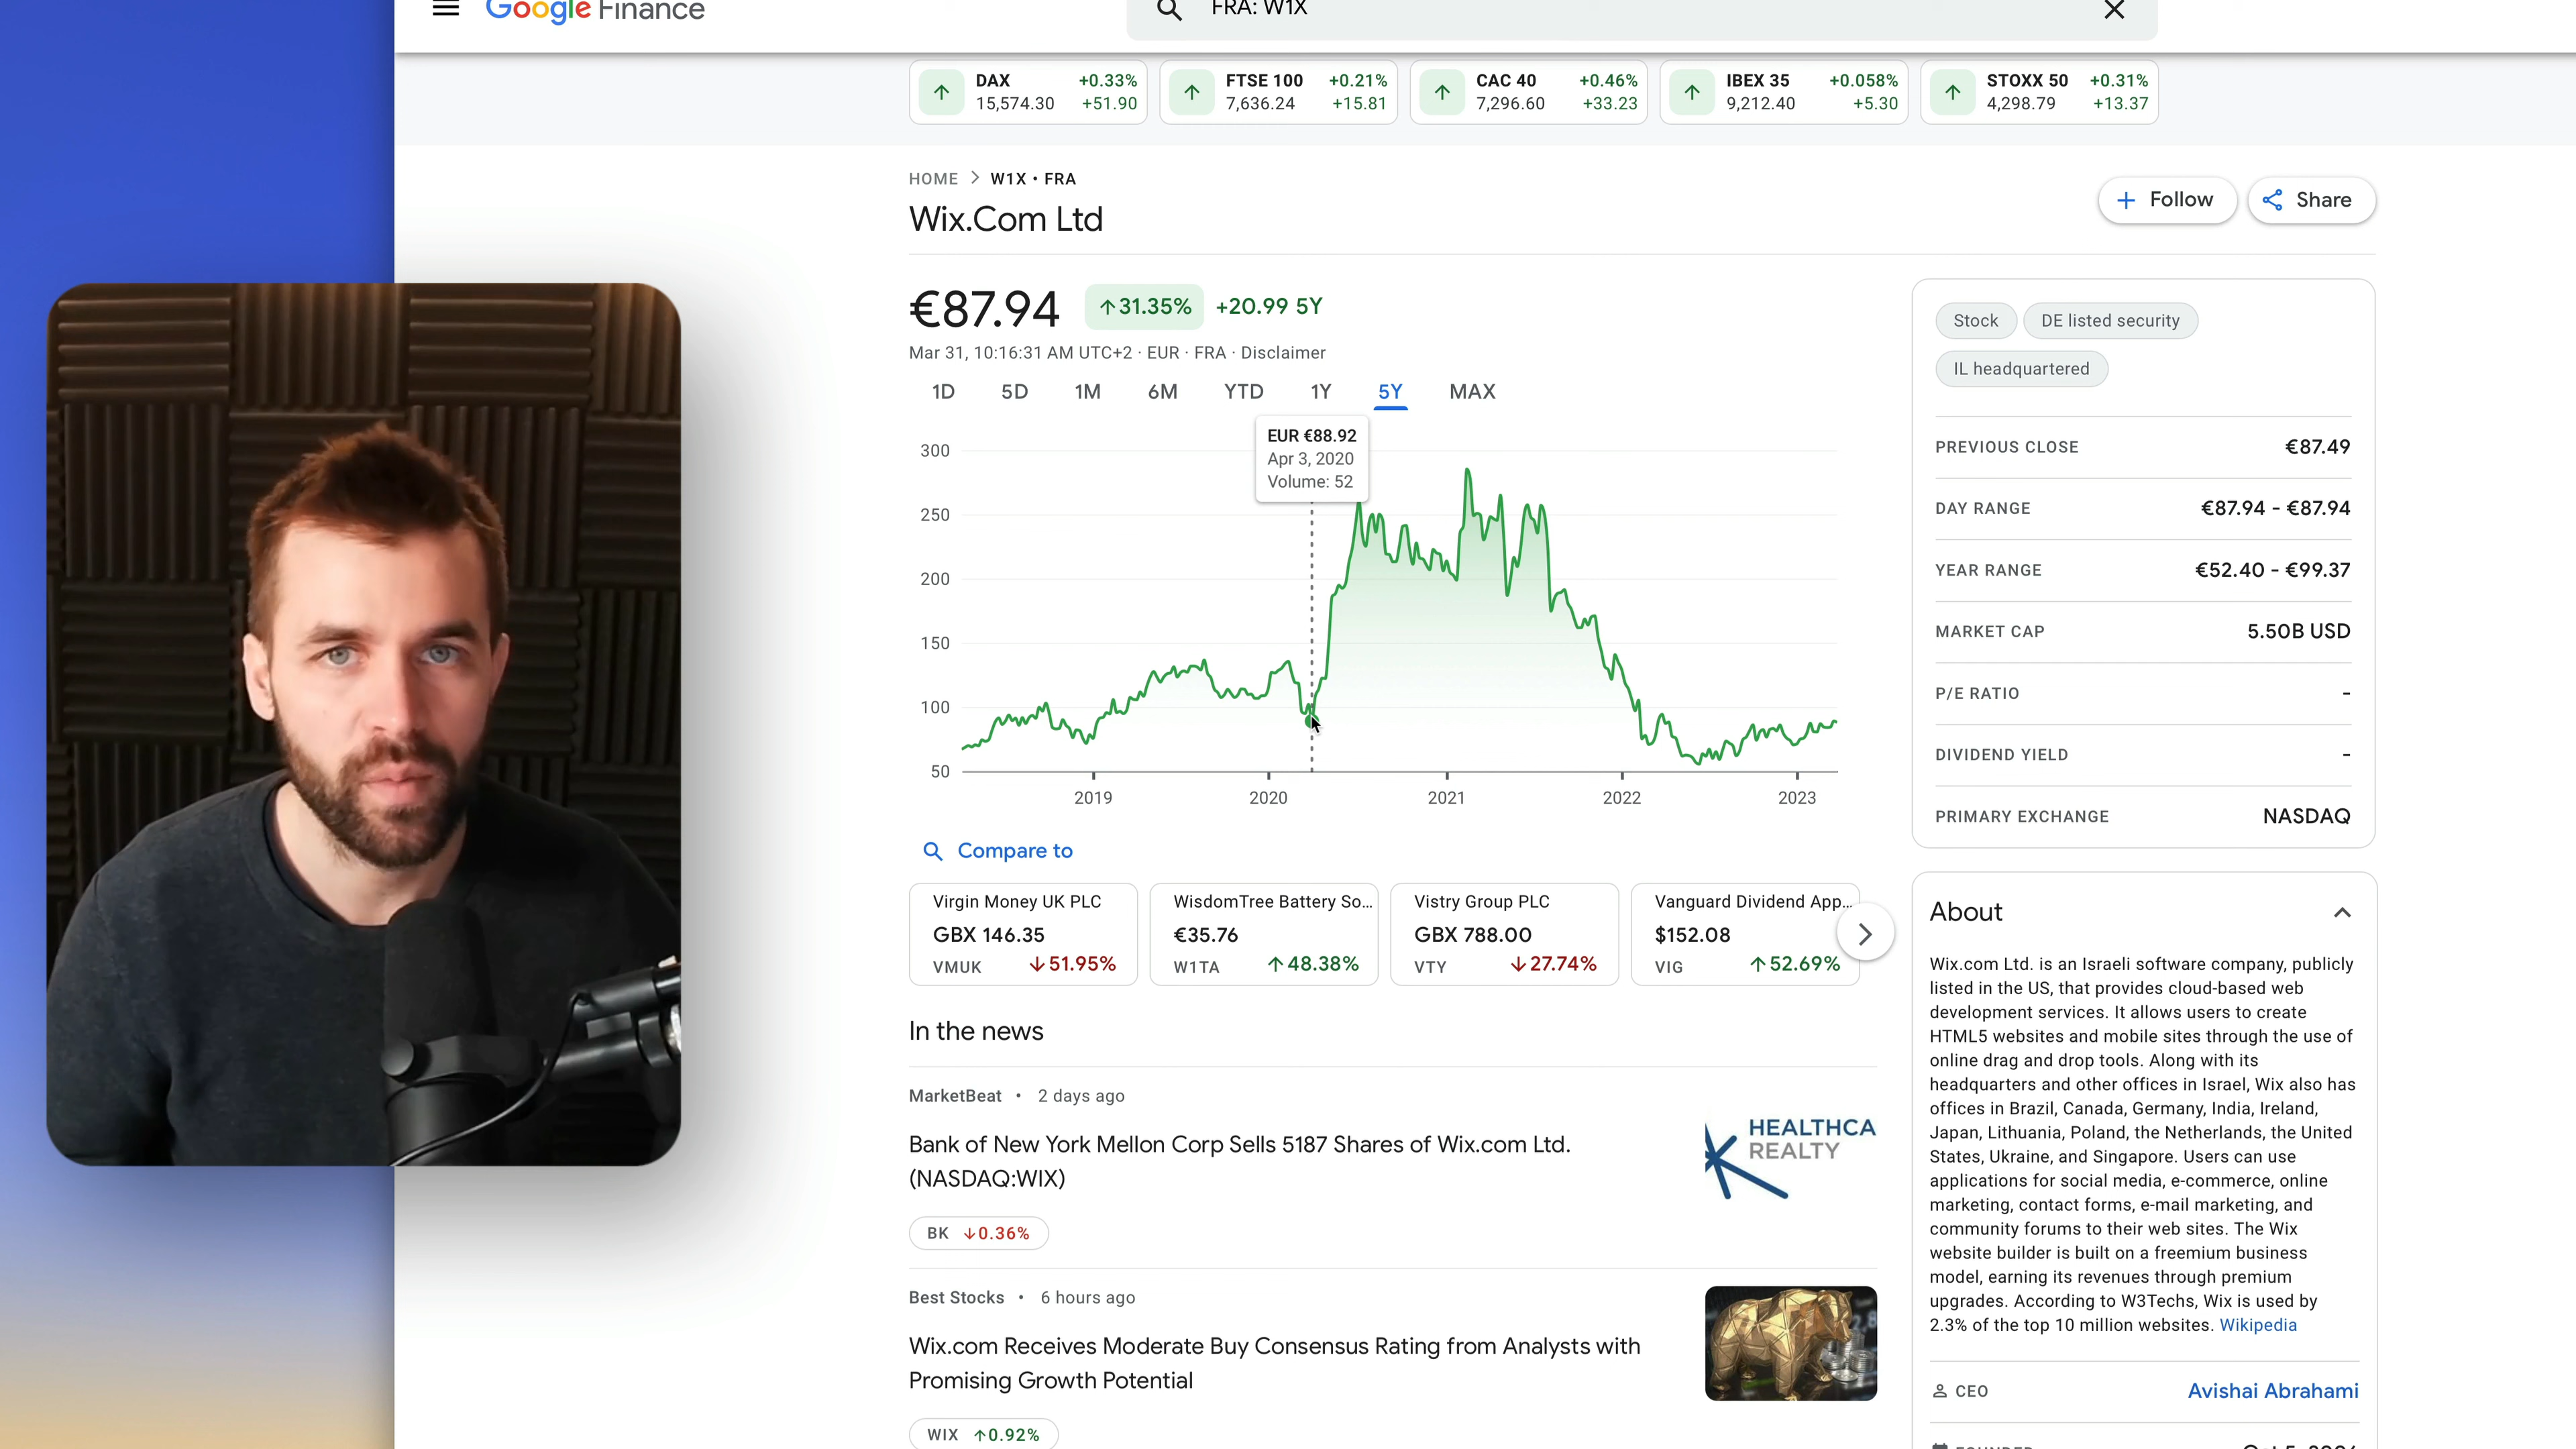 Google Finance
FRA: W1X
DAX +0.33%
15,574.30 +51.90
FTSE 100 +0.21%
7,636.24 +15.81
CAC 40 +0.46%
7,296.60 +33.23
IBEX 35 +0.058%
9,212.40 +5.30
STOXX 50 +0.31%
4,298.79 +13.37
HOME > W1X • FRA
Wix.Com Ltd
Follow
Share
€87.94 ↑31.35% +20.99 5Y
Mar 31, 10:16:31 AM UTC+2 · EUR · FRA · Disclaimer
1D 5D 1M 6M YTD 1Y 5Y MAX
EUR €88.92
Apr 3, 2020
Volume: 52
300
250
200
150
100
50
2019 2020 2021 2022 2023
Compare to
Virgin Money UK PLC
GBX 146.35
VMUK ↓51.95%
WisdomTree Battery So...
€35.76
W1TA ↑48.38%
Vistry Group PLC
GBX 788.00
VTY ↓27.74%
Vanguard Dividend App...
$152.08
VIG ↑52.69%
In the news
MarketBeat • 2 days ago
Bank of New York Mellon Corp Sells 5187 Shares of Wix.com Ltd.
(NASDAQ:WIX)
BK ↓0.36%
HEALTHCA
REALTY
Best Stocks • 6 hours ago
Wix.com Receives Moderate Buy Consensus Rating from Analysts with
Promising Growth Potential
WIX ↑0.92%
Stock
DE listed security
IL headquartered
PREVIOUS CLOSE €87.49
DAY RANGE €87.94 - €87.94
YEAR RANGE €52.40 - €99.37
MARKET CAP 5.50B USD
P/E RATIO -
DIVIDEND YIELD -
PRIMARY EXCHANGE NASDAQ
About
Wix.com Ltd. is an Israeli software company, publicly
listed in the US, that provides cloud-based web
development services. It allows users to create
HTML5 websites and mobile sites through the use of
online drag and drop tools. Along with its
headquarters and other offices in Israel, Wix also has
offices in Brazil, Canada, Germany, India, Ireland,
Japan, Lithuania, Poland, the Netherlands, the United
States, Ukraine, and Singapore. Users can use
applications for social media, e-commerce, online
marketing, contact forms, e-mail marketing, and
community forums to their web sites. The Wix
website builder is built on a freemium business
model, earning its revenues through premium
upgrades. According to W3Techs, Wix is used by
2.3% of the top 10 million websites. Wikipedia
CEO Avishai Abrahami